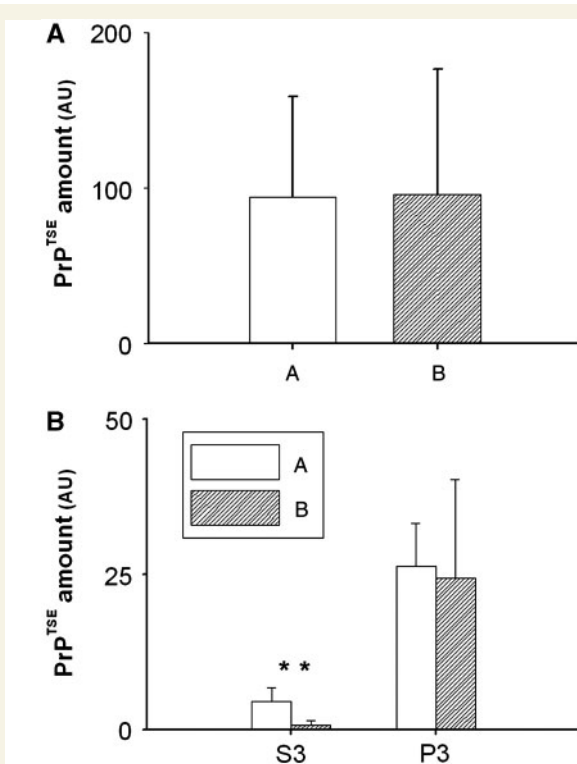 A
200
100
0
PrP^TSE amount (AU)
A B
B
50
25
0
PrP^TSE amount (AU)
A
B
* *
S3 P3